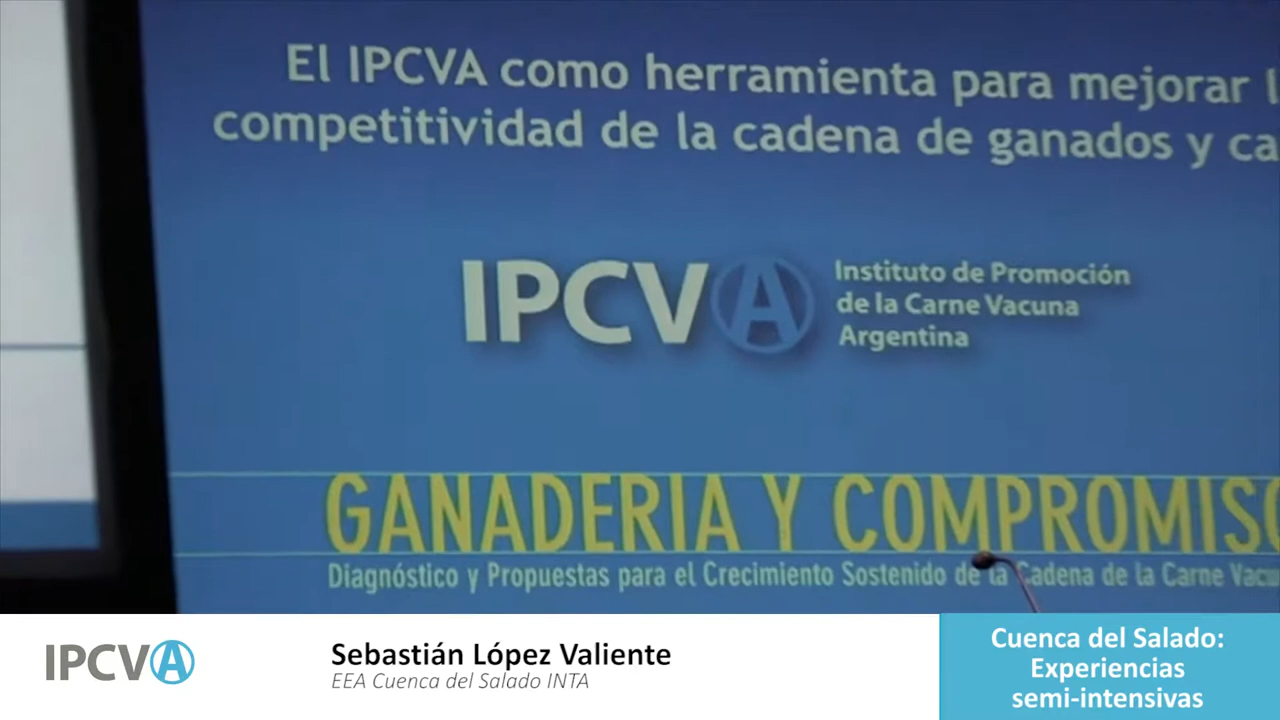 El IPCVA como herramienta para mejorar
competitividad de la cadena de ganados y
IPCVA
Instituto de Promoción
de la Carne Vacuna
Argentina
GANADERIA Y COMPROMISO
Diagnóstico y Propuestas para el Crecimiento Sostenido de la Cadena de la Carne
IPCVA
Sebastián López Valiente
EEA Cuenca del Salado INTA
Cuenca del Salado:
Experiencias
semi-intensivas